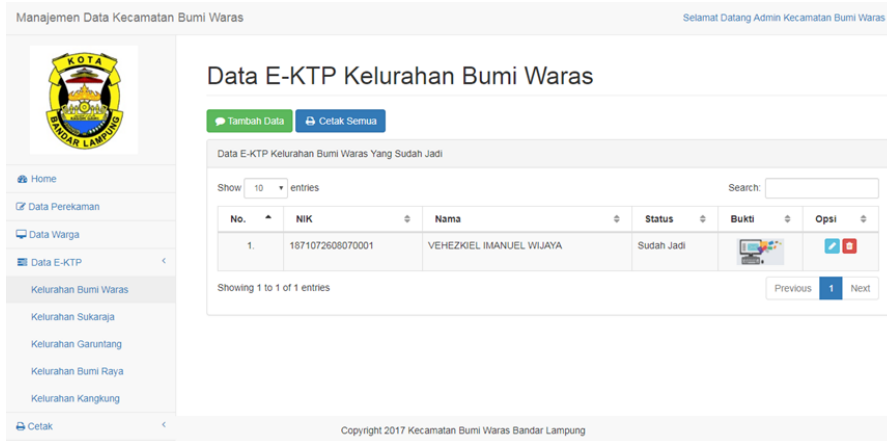 Manajemen Data Kecamatan Bumi Waras
Selamat Datang Admin Kecamatan Bumi Waras
KOTA
BANDAR LAMPUNG
Home
Data Perekaman
Data Warga
Data E-KTP
Kelurahan Bumi Waras
Kelurahan Sukaraja
Kelurahan Garuntang
Kelurahan Bumi Raya
Kelurahan Kangkung
Cetak
Data E-KTP Kelurahan Bumi Waras
Tambah Data Cetak Semua
Data E-KTP Kelurahan Bumi Waras Yang Sudah Jadi
Show 10 entries Search:
No. NIK Nama Status Bukti Opsi
1. 1871072608070001 VEHEZKIEL IMANUEL WIJAYA Sudah Jadi
Showing 1 to 1 of 1 entries Previous 1 Next
Copyright 2017 Kecamatan Bumi Waras Bandar Lampung